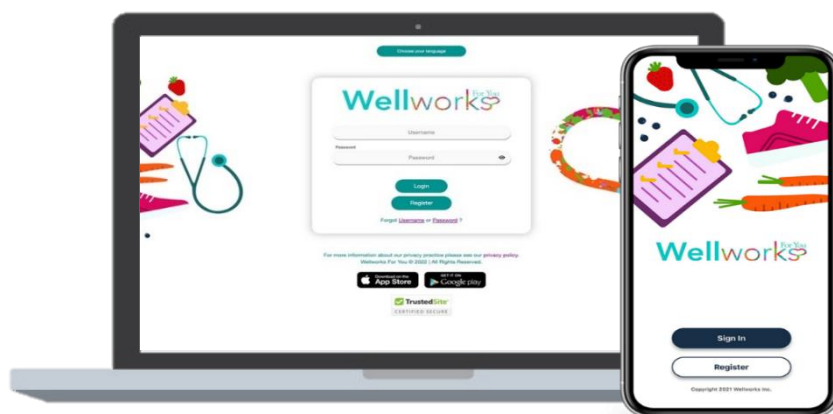 Choose your language
For You
Wellworks
Username
Password
Password
Login
Register
Forgot Username or Password ?
For more information about our privacy practice please see our privacy policy.
Wellworks For You © 2022 | All Rights Reserved.
Download on the
App Store
GET IT ON
Google play
TrustedSite
CERTIFIED SECURE
For You
Wellworks
Sign In
Register
Copyright 2021 Wellworks Inc.